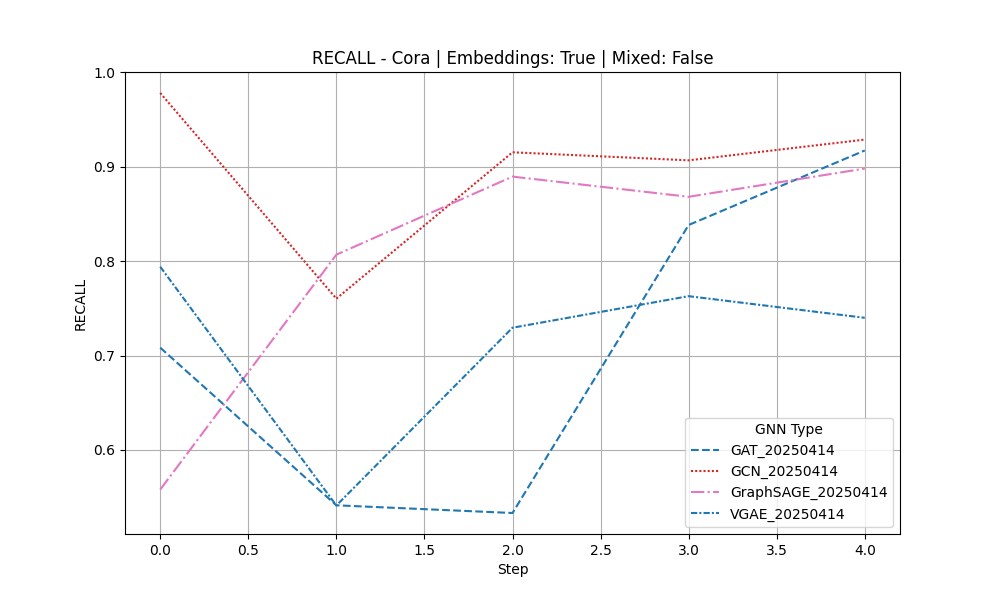 RECALL - Cora | Embeddings: True | Mixed: False
1.0
0.9
0.8
0.7
0.6
RECALL
0.0 0.5 1.0 1.5 2.0 2.5 3.0 3.5 4.0
Step
GNN Type
GAT_20250414
GCN_20250414
GraphSAGE_20250414
VGAE_20250414